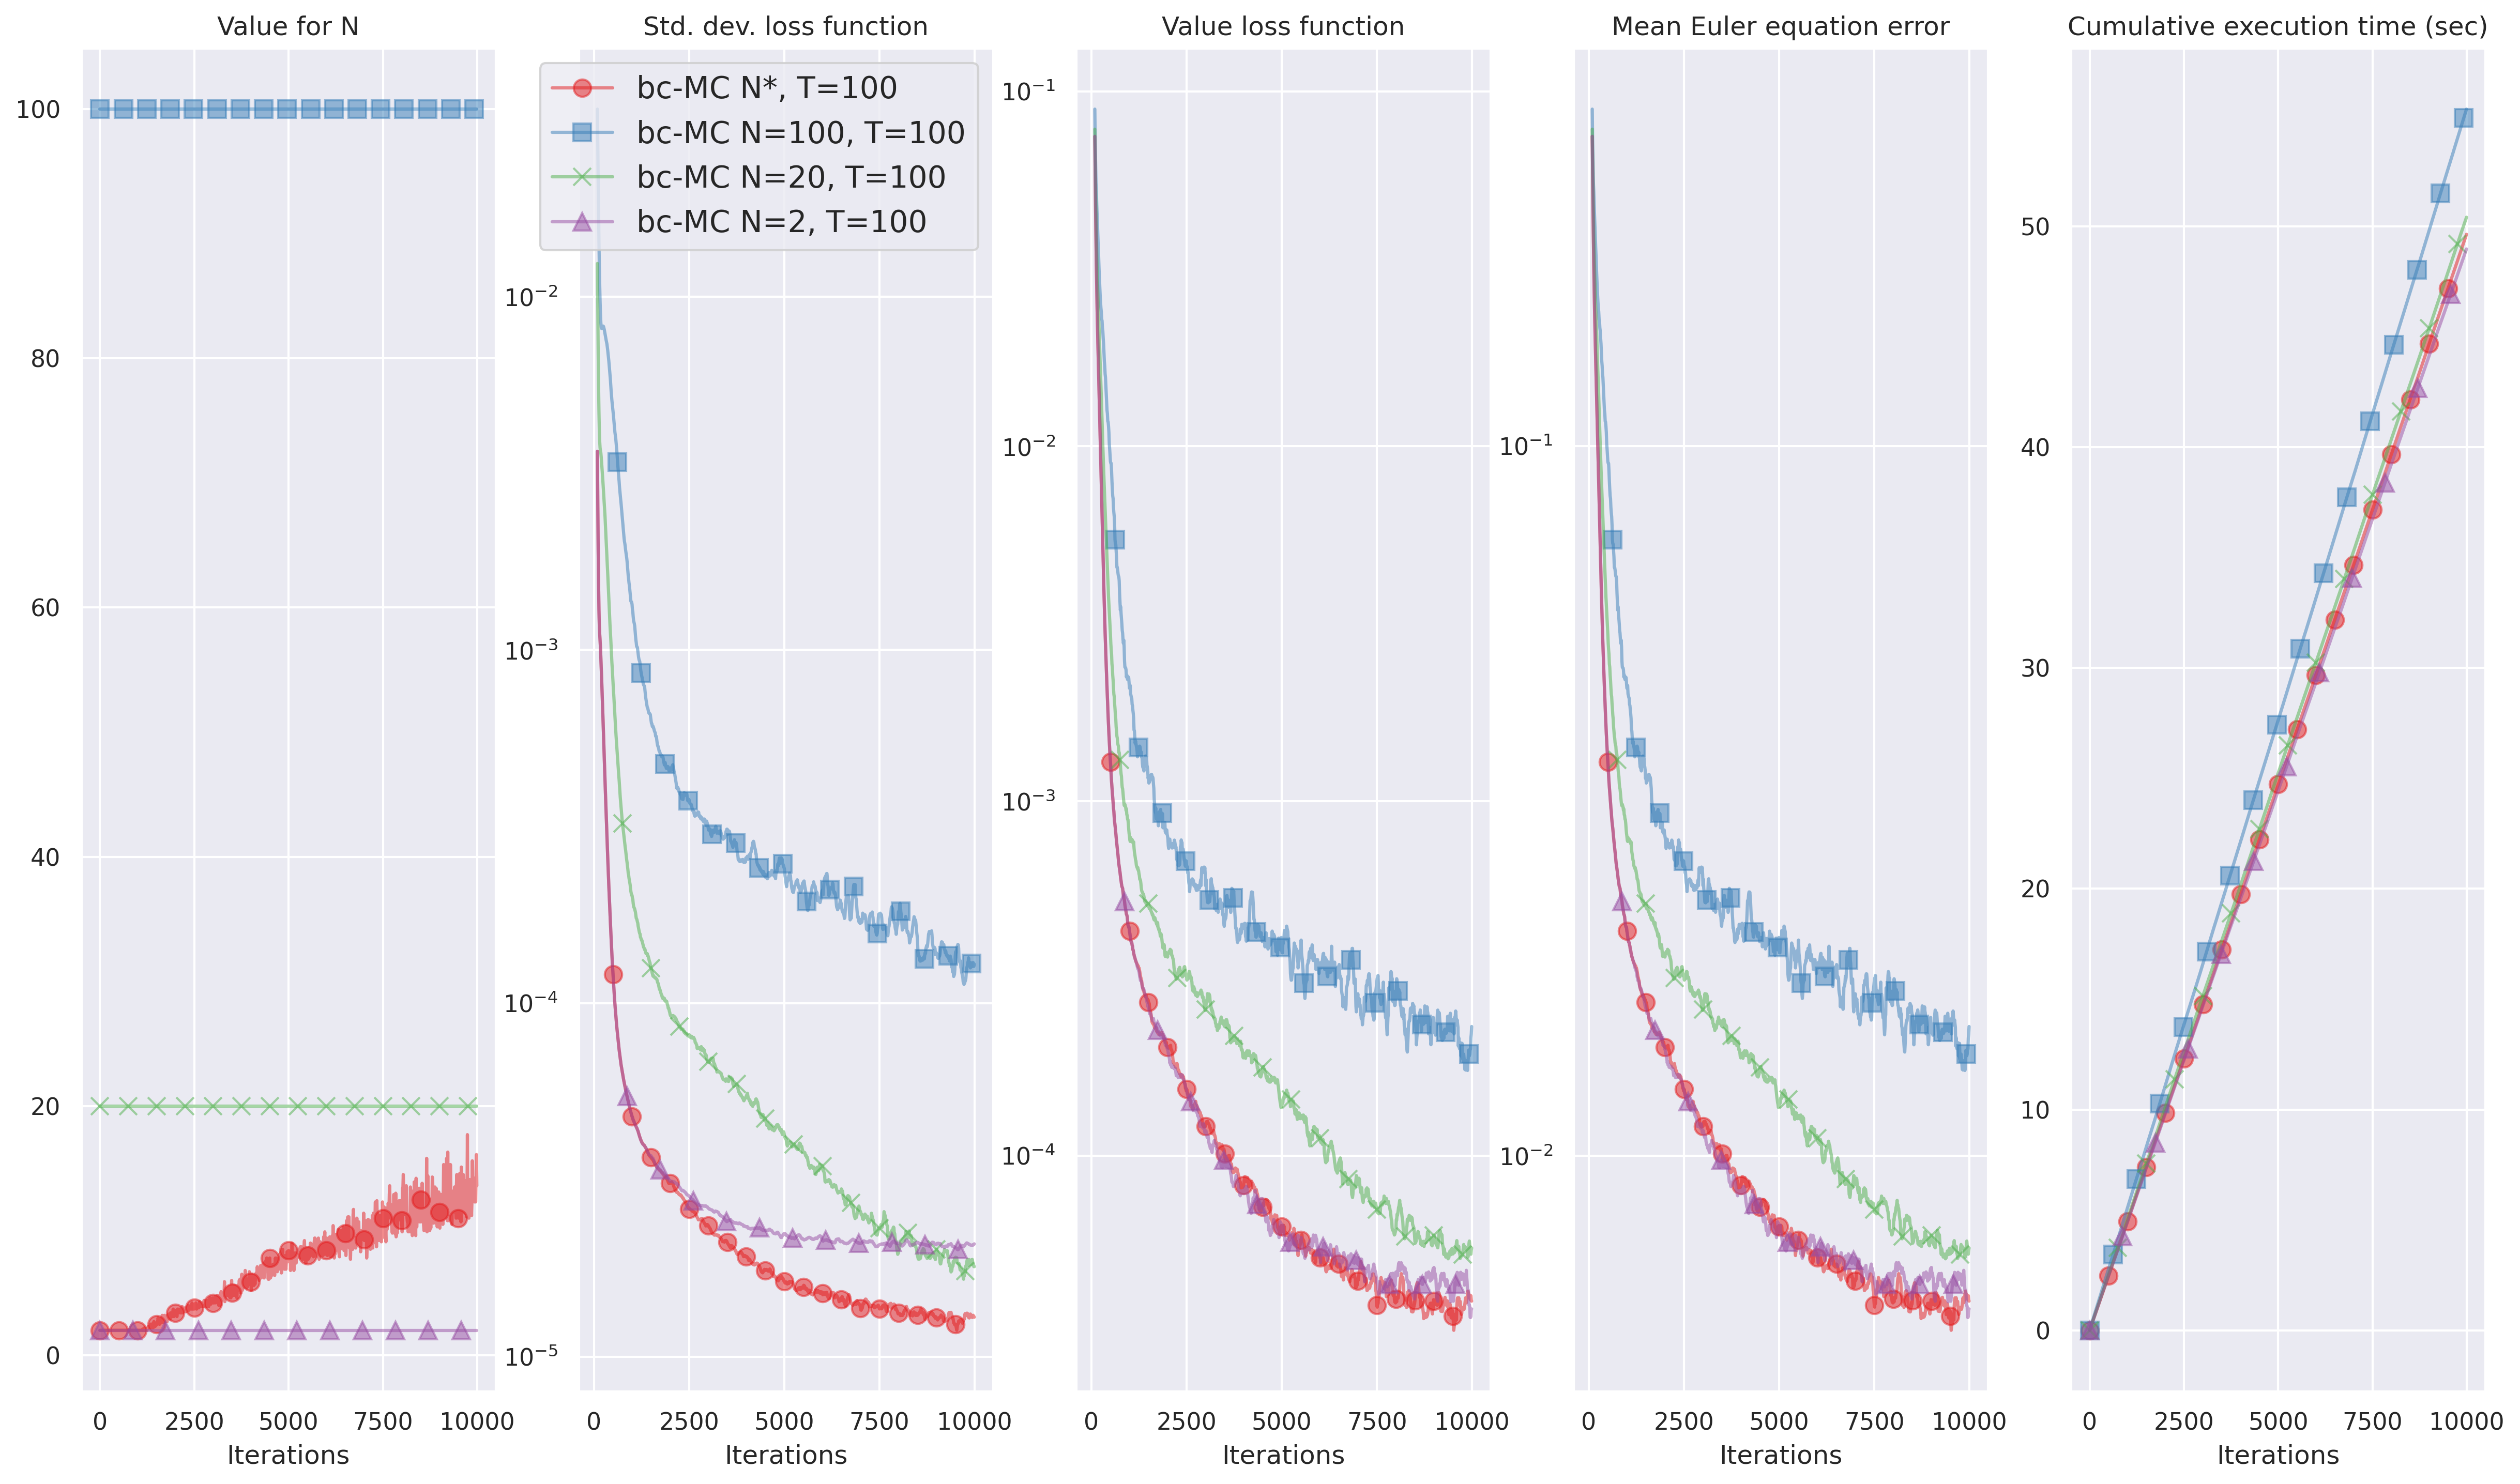 Value for N
100
80
60
40
20
0
0 2500 5000 7500 10000
Iterations
Std. dev. loss function
bc-MC N*, T=100
bc-MC N=100, T=100
bc-MC N=20, T=100
bc-MC N=2, T=100
10⁻²
10⁻³
10⁻⁴
10⁻⁵
0 2500 5000 7500 10000
Iterations
Value loss function
10⁻¹
10⁻²
10⁻³
10⁻⁴
0 2500 5000 7500 10000
Iterations
Mean Euler equation error
10⁻¹
10⁻²
0 2500 5000 7500 10000
Iterations
Cumulative execution time (sec)
50
40
30
20
10
0
0 2500 5000 7500 10000
Iterations